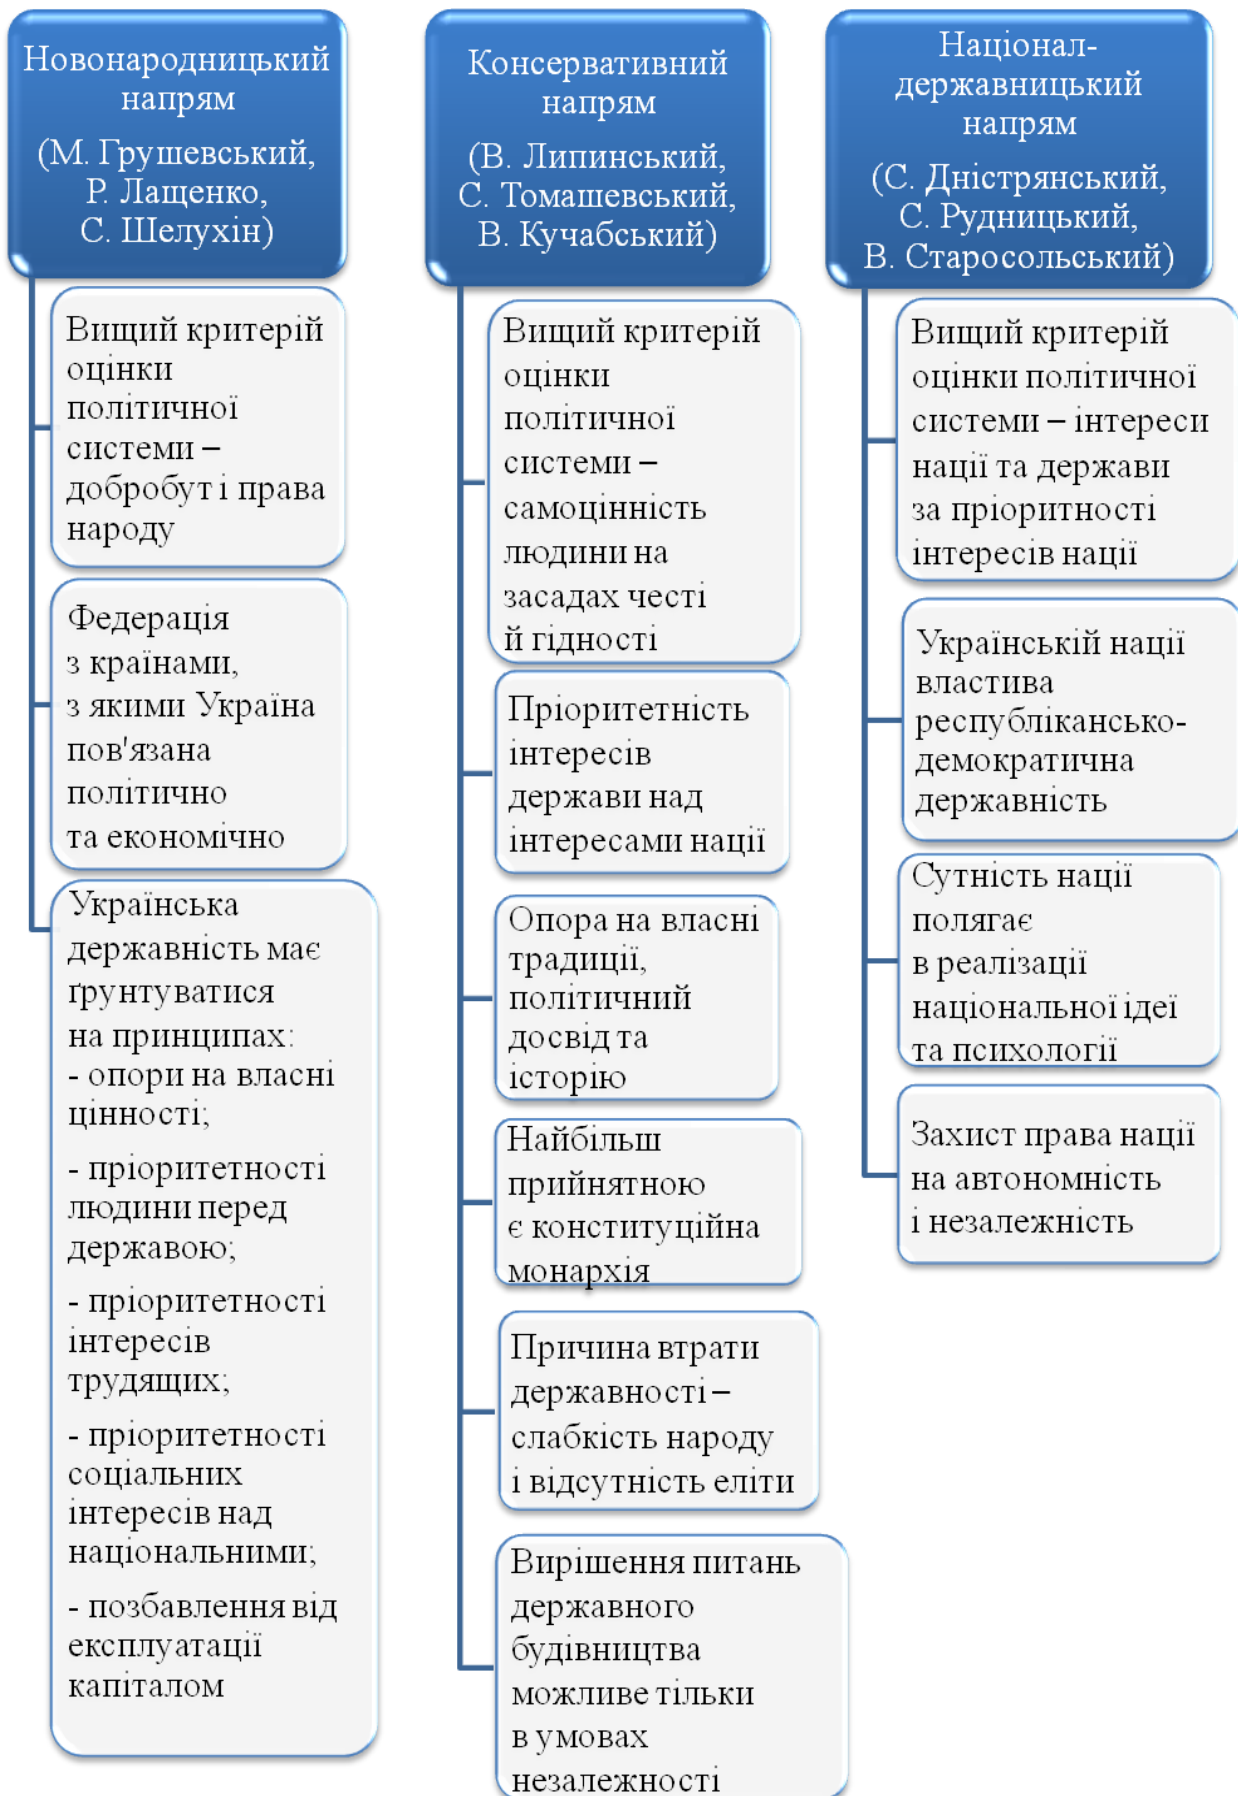 Новонародницький
напрям
(М. Грушевський,
Р. Лащенко,
С. Шелухін)
Вищий критерій
оцінки
політичної
системи –
добробут і права
народу
Федерація
з країнами,
з якими Україна
пов'язана
політично
та економічно
Українська
державність має
ґрунтуватися
на принципах:
- опори на власні
цінності;
- пріоритетності
людини перед
державою;
- пріоритетності
інтересів
трудящих;
- пріоритетності
соціальних
інтересів над
національними;
- позбавлення від
експлуатації
капіталом
Консервативний
напрям
(В. Липинський,
С. Томашевський,
В. Кучабський)
Вищий критерій
оцінки
політичної
системи –
самоцінність
людини на
засадах честі
й гідності
Пріоритетність
інтересів
держави над
інтересами нації
Опора на власні
традиції,
політичний
досвід та
історію
Найбільш
прийнятною
є конституційна
монархія
Причина втрати
державності –
слабкість народу
і відсутність еліти
Вирішення питань
державного
будівництва
можливе тільки
в умовах
незалежності
Націонал-
державницький
напрям
(С. Дністрянський,
С. Рудницький,
В. Старосольський)
Вищий критерій
оцінки політичної
системи – інтереси
нації та держави
за пріоритності
інтересів нації
Українській нації
властива
республікансько-
демократична
державність
Сутність нації
полягає
в реалізації
національної ідеї
та психології
Захист права нації
на автономність
і незалежність